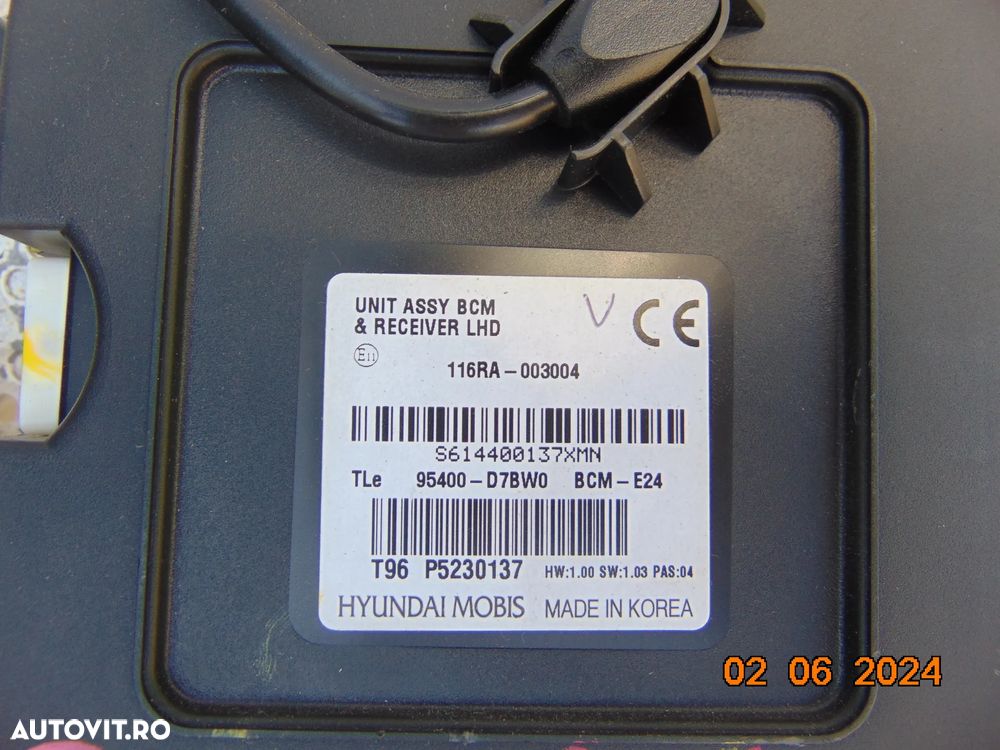 UNIT ASSY BCM
& RECEIVER LHD
V
CE
E11
116RA-003004
S614400137XMN
TLe 95400-D7BW0 BCM-E24
T96 P5230137 HW:1.00 SW:1.03 PAS:04
HYUNDAI MOBIS MADE IN KOREA
02 06 2024
AUTOVIT.RO